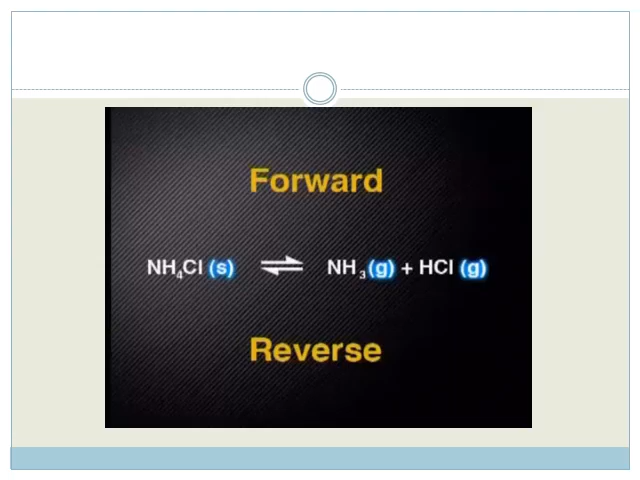 Forward
NH₄Cl (s) ⇌ NH₃(g) + HCl (g)
Reverse